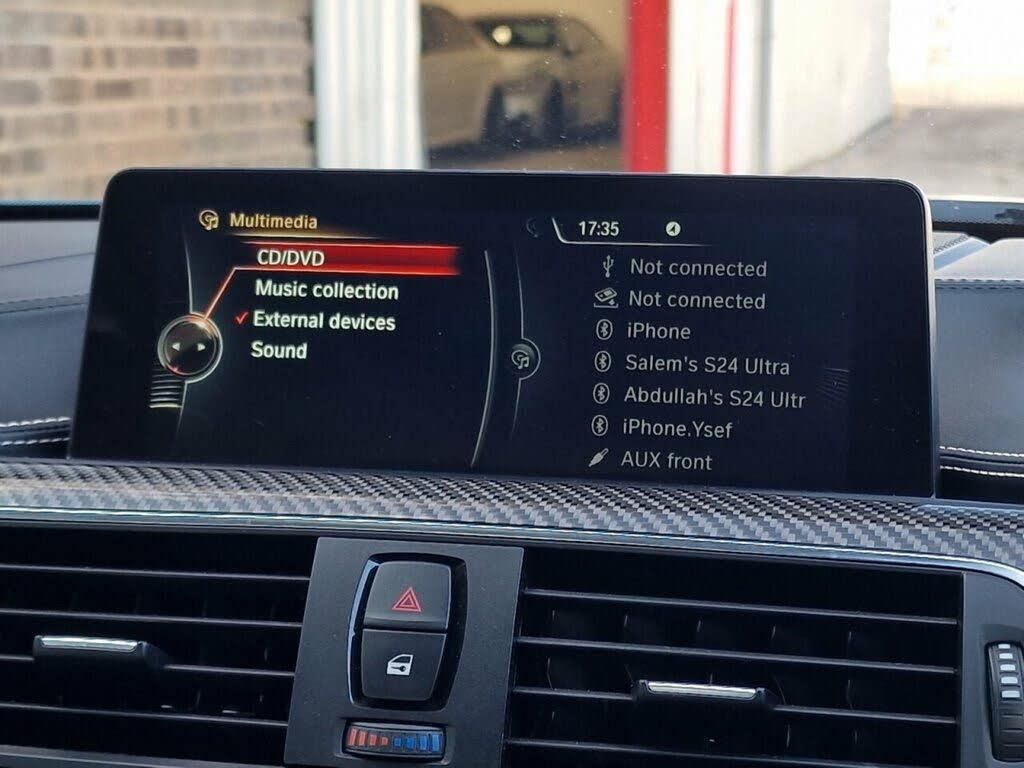 Multimedia
CD/DVD
Music collection
External devices
Sound
17:35
Not connected
Not connected
iPhone
Salem's S24 Ultra
Abdullah's S24 Ultr
iPhone.Ysef
AUX front